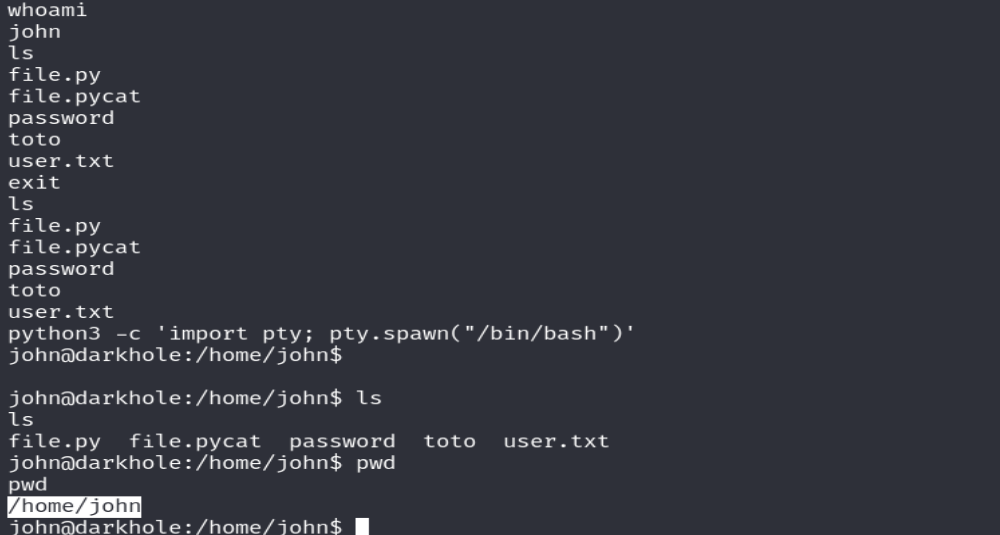 whoami
john
ls
file.py
file.pycat
password
toto
user.txt
exit
ls
file.py
file.pycat
password
toto
user.txt
python3 -c 'import pty; pty.spawn("/bin/bash")'
john@darkhole:/home/john$
john@darkhole:/home/john$ ls
ls
file.py  file.pycat  password  toto  user.txt
john@darkhole:/home/john$ pwd
pwd
/home/john
john@darkhole:/home/john$